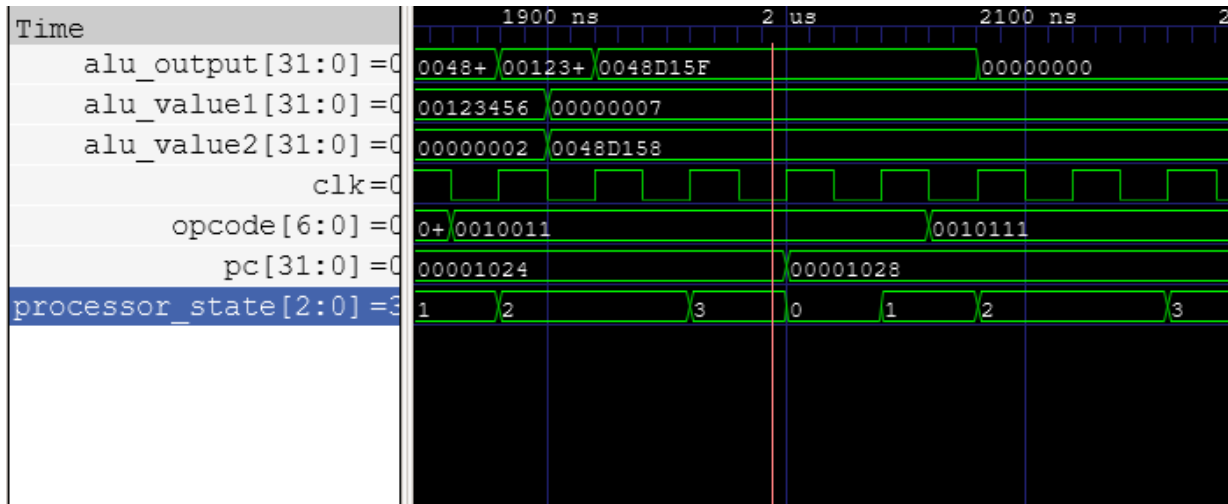 Time 1900 ns 2 us 2100 ns 2
alu_output[31:0]=0 0048+ 00123+ 0048D15F 00000000
alu_value1[31:0]=0 00123456 00000007
alu_value2[31:0]=0 00000002 0048D158
clk=0
opcode[6:0]=0 0+ 0010011 0010111
pc[31:0]=0 00001024 00001028
processor_state[2:0]=3 1 2 3 0 1 2 3